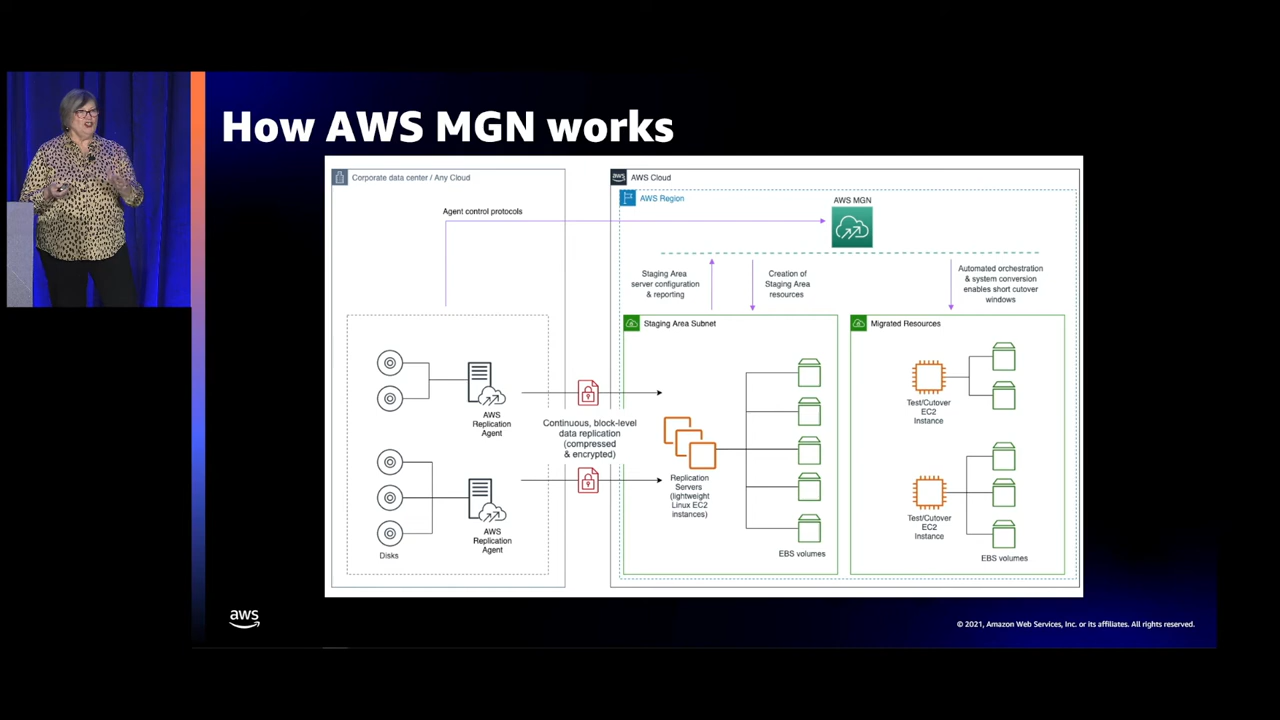 How AWS MGN works
Corporate data center / Any Cloud
aws
AWS Cloud
AWS Region
AWS MGN
Agent control protocols
Staging Area
server configuration
& reporting
Creation of
Staging Area
resources
Automated orchestration
& system conversion
enables short cutover
windows
Staging Area Subnet
Migrated Resources
AWS
Replication
Agent
Continuous, block-level
data replication
(compressed
& encrypted)
Test/Cutover
EC2
Instance
Replication
Servers
(lightweight
Linux EC2
instances)
Test/Cutover
EC2
Instance
AWS
Replication
Agent
Disks
EBS volumes
EBS volumes
aws
© 2021, Amazon Web Services, Inc. or its affiliates. All rights reserved.